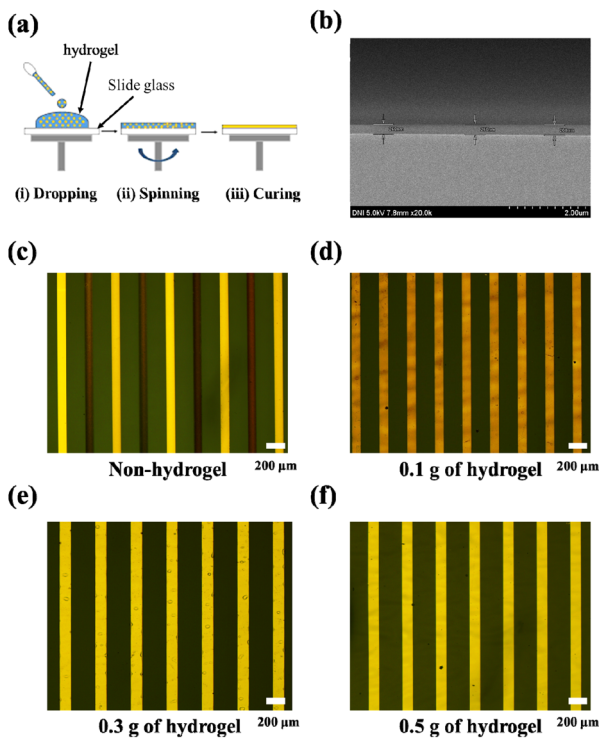 (a)
hydrogel
Slide glass
(i) Dropping
(ii) Spinning
(iii) Curing
(b)
DNI 5.0kV 7.8mm x20.0k
2.00um
(c)
Non-hydrogel
200 μm
(d)
0.1 g of hydrogel
200 μm
(e)
0.3 g of hydrogel
200 μm
(f)
0.5 g of hydrogel
200 μm